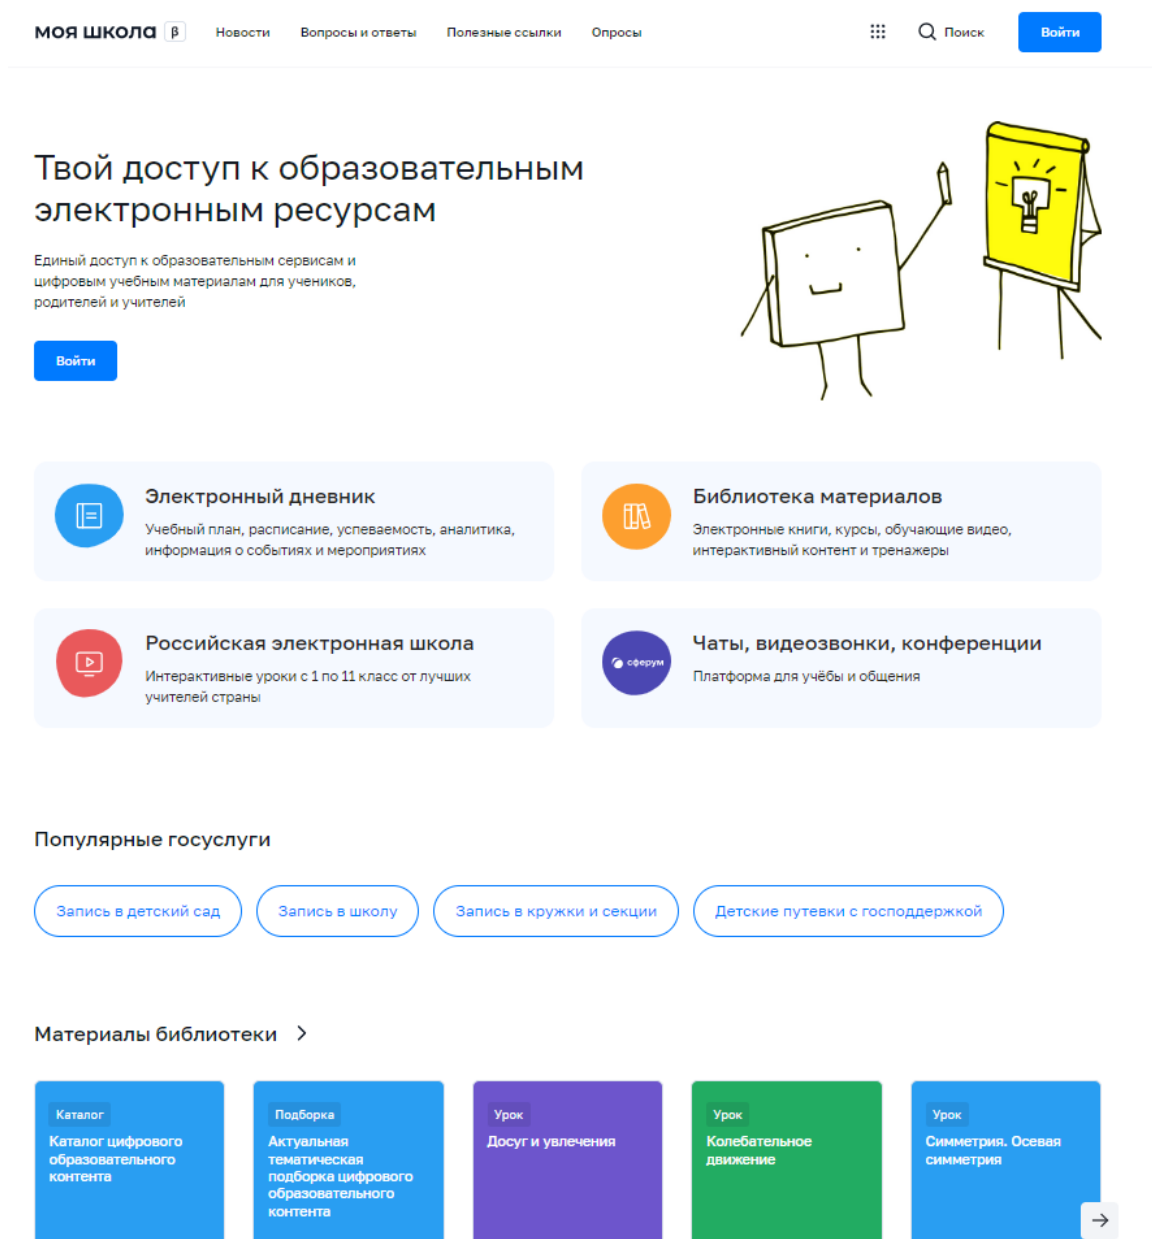 моя школа β
Новости
Вопросы и ответы
Полезные ссылки
Опросы
Поиск
Войти
Твой доступ к образовательным
электронным ресурсам
Единый доступ к образовательным сервисам и
цифровым учебным материалам для учеников,
родителей и учителей
Войти
Электронный дневник
Учебный план, расписание, успеваемость, аналитика,
информация о событиях и мероприятиях
Библиотека материалов
Электронные книги, курсы, обучающие видео,
интерактивный контент и тренажеры
Российская электронная школа
Интерактивные уроки с 1 по 11 класс от лучших
учителей страны
сферум
Чаты, видеозвонки, конференции
Платформа для учёбы и общения
Популярные госуслуги
Запись в детский сад
Запись в школу
Запись в кружки и секции
Детские путевки с господдержкой
Материалы библиотеки
Каталог
Каталог цифрового
образовательного
контента
Подборка
Актуальная
тематическая
подборка цифрового
образовательного
контента
Урок
Досуг и увлечения
Урок
Колебательное
движение
Урок
Симметрия. Осевая
симметрия